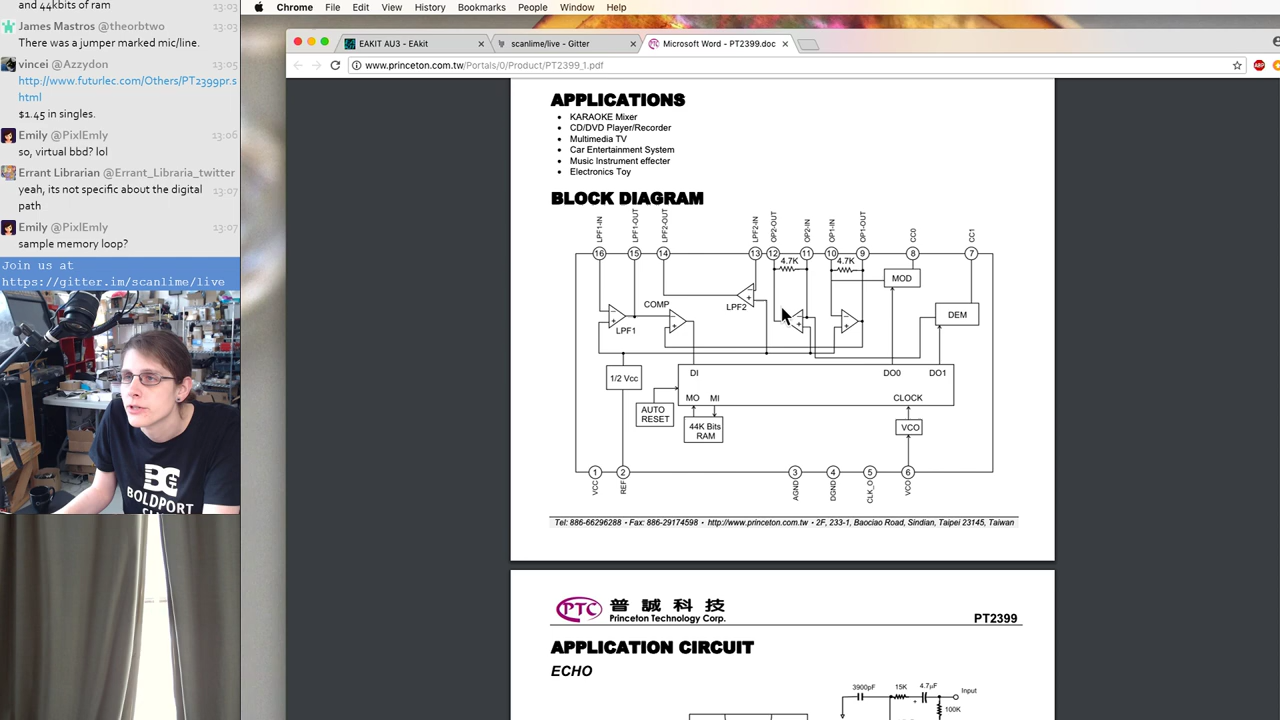 and 44kbits of ram
13:03
James Mastros @theorbtwo
13:03
There was a jumper marked mic/line.
vincei @Azzydon
13:05
http://www.futurlec.com/Others/PT2399pr.s
html
$1.45 in singles.
Emily @PixlEmly
13:06
so, virtual bbd? lol
Errant Librarian @Errant_Libraria_twitter
yeah, its not specific about the digital
13:07
path
Emily @PixlEmly
13:07
sample memory loop?
Join us at
https://gitter.im/scanlime/live
BOLDPORT
Chrome File Edit View History Bookmarks People Window Help
EAKIT AU3 - EAkit
scanlime/live - Gitter
Microsoft Word - PT2399.doc
www.princeton.com.tw/Portals/0/Product/PT2399_1.pdf
ABP
APPLICATIONS
• KARAOKE Mixer
• CD/DVD Player/Recorder
• Multimedia TV
• Car Entertainment System
• Music Instrument effecter
• Electronics Toy
BLOCK DIAGRAM
LPF1-IN
LPF1-OUT
LPF2-OUT
LPF2-IN
OP2-OUT
OP2-IN
OP1-IN
OP1-OUT
CC0
CC1
16 15 14 13 12 11 10 9 8 7
4.7K
4.7K
MOD
COMP
LPF2
LPF1
DEM
1/2 Vcc
DI
DO0
DO1
MO MI
CLOCK
AUTO
RESET
44K Bits
RAM
VCO
1 2 3 4 5 6
VCC
REF
AGND
DGND
CLK_O
VCO
Tel: 886-66296288 • Fax: 886-29174598 • http://www.princeton.com.tw • 2F, 233-1, Baociao Road, Sindian, Taipei 23145, Taiwan
PTC
普誠科技
Princeton Technology Corp.
PT2399
APPLICATION CIRCUIT
ECHO
3900pF
15K
4.7µF
Input
100K